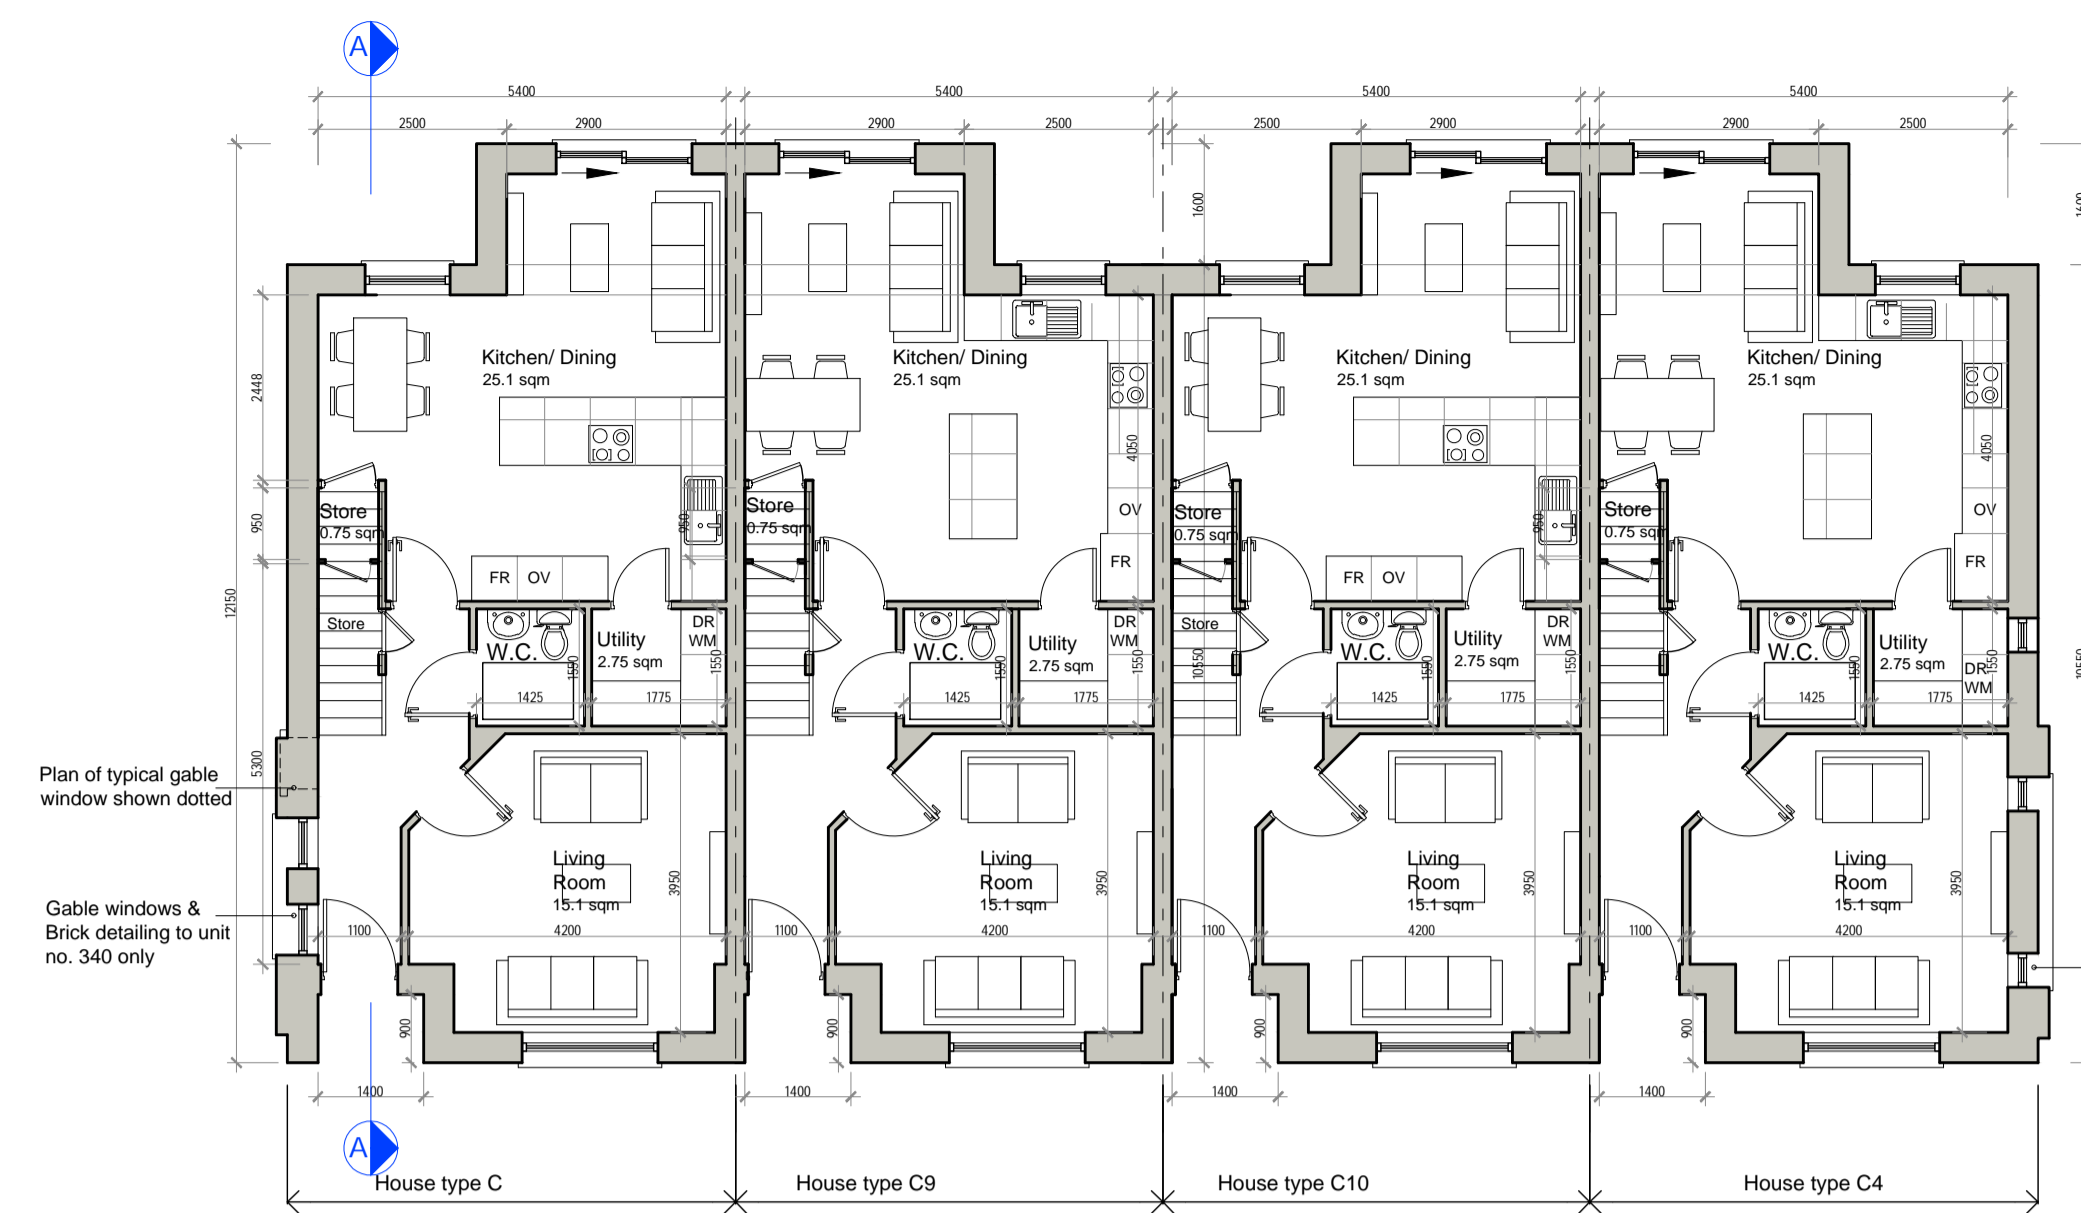 A
5400
5400
5400
5400
2500
2900
2900
2500
2500
2900
2900
2500
1600
1600
Kitchen/ Dining
25.1 sqm
Kitchen/ Dining
25.1 sqm
Kitchen/ Dining
25.1 sqm
Kitchen/ Dining
25.1 sqm
2448
4050
4050
Store
0.75 sqm
Store
0.75 sqm
Store
0.75 sqm
Store
0.75 sqm
950
950
950
OV
OV
FR OV
FR
FR OV
FR
12150
Store
Store
W.C.
Utility
2.75 sqm
DR
WM
W.C.
Utility
2.75 sqm
DR
WM
W.C.
Utility
2.75 sqm
DR
WM
W.C.
Utility
2.75 sqm
DR
WM
1550
1550
1550
1550
1550
1550
1550
1550
10550
10550
1425
1775
1425
1775
1425
1775
1425
1775
5300
Plan of typical gable
window shown dotted
Living
Room
15.1 sqm
Living
Room
15.1 sqm
Living
Room
15.1 sqm
Living
Room
15.1 sqm
3950
3950
3950
3950
Gable windows &
Brick detailing to unit
no. 340 only
1100
4200
1100
4200
1100
4200
1100
4200
900
900
900
900
1400
1400
1400
1400
A
House type C
House type C9
House type C10
House type C4